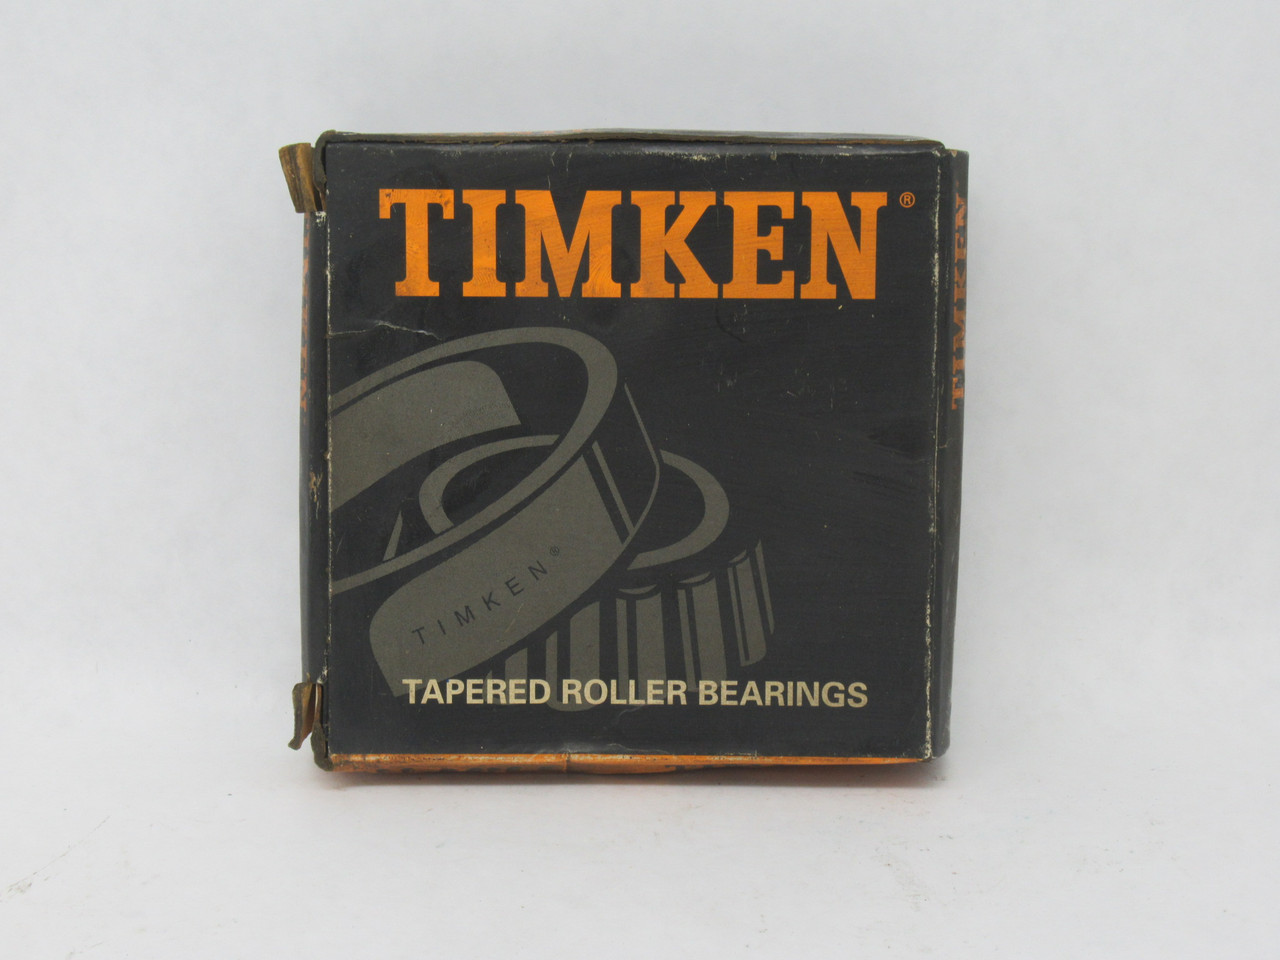 TIMKEN®
TIMKEN®
TAPERED ROLLER BEARINGS
TIMKEN